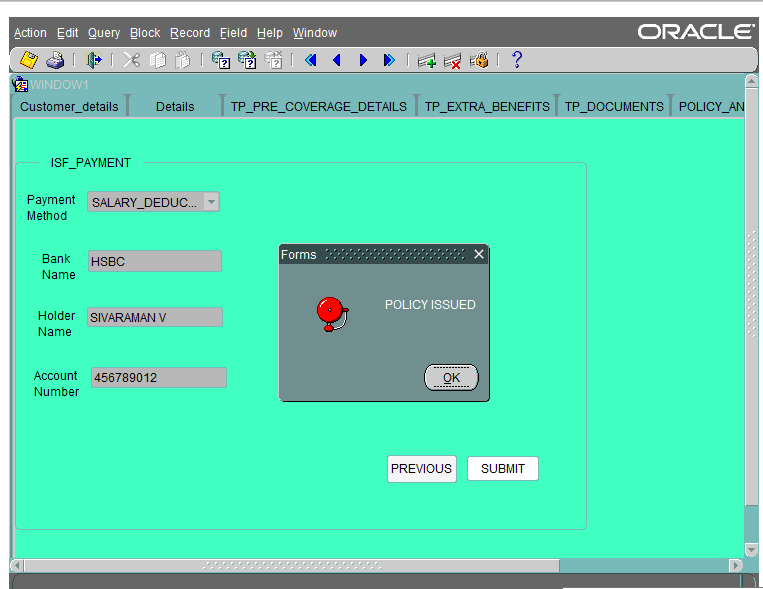 Action Edit Query Block Record Field Help Window
ORACLE
WINDOW1
Customer_details Details TP_PRE_COVERAGE_DETAILS TP_EXTRA_BENEFITS TP_DOCUMENTS POLICY_AN
ISF_PAYMENT
Payment
Method
SALARY_DEDUC...
Bank
Name
HSBC
Holder
Name
SIVARAMAN V
Account
Number
456789012
Forms
POLICY ISSUED
OK
PREVIOUS SUBMIT